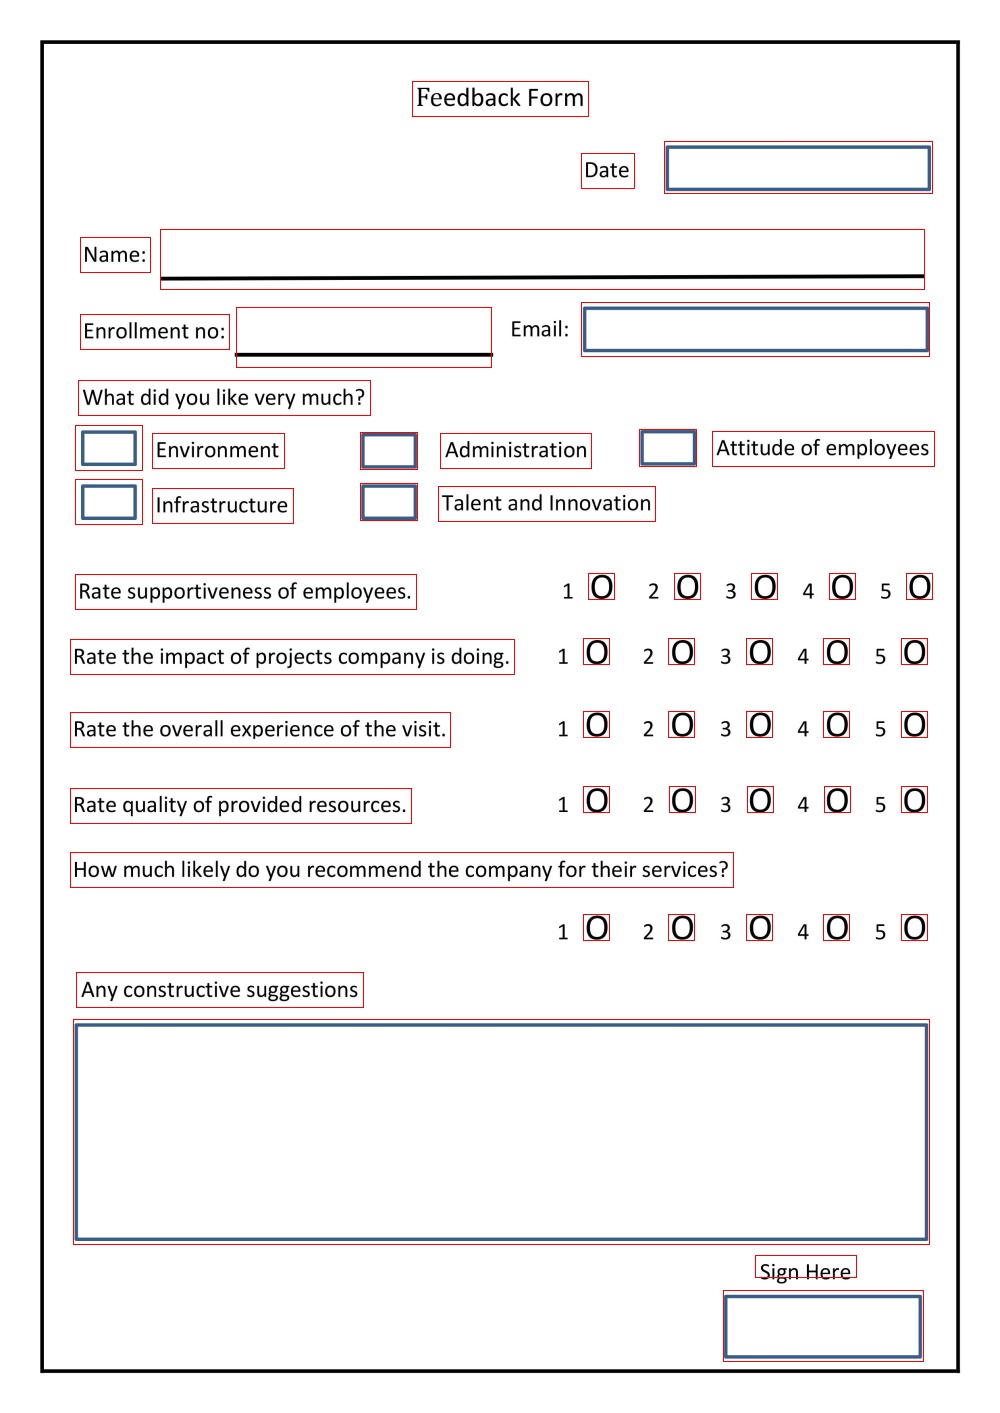 Feedback Form
Date
Name:
Enrollment no: Email:
What did you like very much?
Environment Administration Attitude of employees
Infrastructure Talent and Innovation
Rate supportiveness of employees. 1 O 2 O 3 O 4 O 5 O
Rate the impact of projects company is doing. 1 O 2 O 3 O 4 O 5 O
Rate the overall experience of the visit. 1 O 2 O 3 O 4 O 5 O
Rate quality of provided resources. 1 O 2 O 3 O 4 O 5 O
How much likely do you recommend the company for their services?
1 O 2 O 3 O 4 O 5 O
Any constructive suggestions
Sign Here